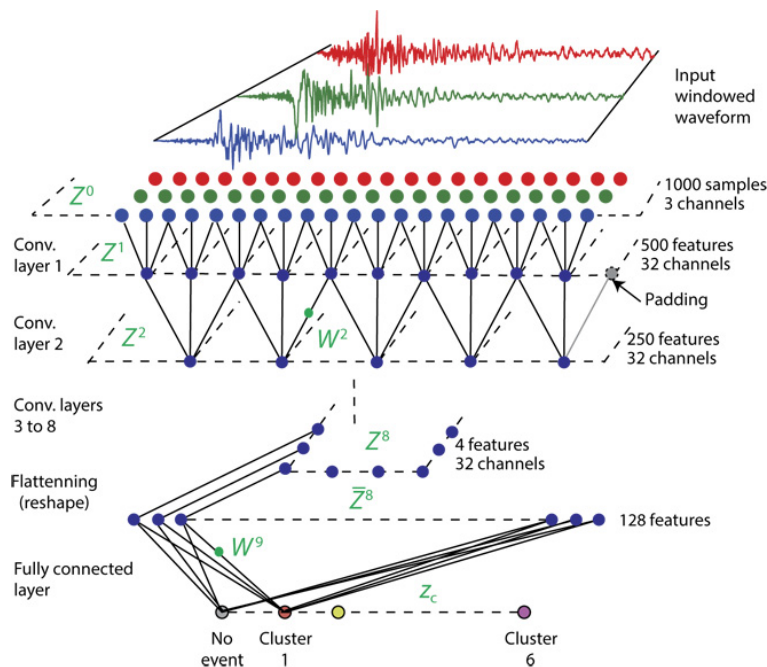 Input
windowed
waveform
Z⁰
1000 samples
3 channels
Conv.
layer 1
Z¹
500 features
32 channels
Padding
Conv.
layer 2
Z²
W²
250 features
32 channels
Conv. layers
3 to 8
Z⁸
4 features
32 channels
Flattenning
(reshape)
Z̅⁸
128 features
W⁹
Fully connected
layer
z꜀
No
event
Cluster
1
Cluster
6